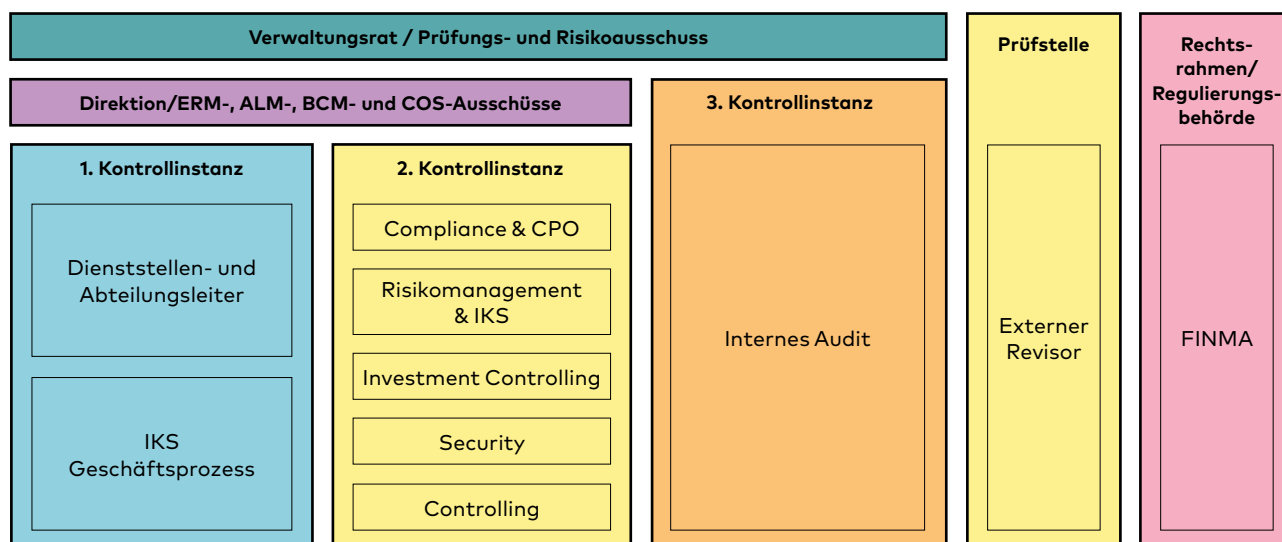 Verwaltungsrat / Prüfungs- und Risikoausschuss
Direktion/ERM-, ALM-, BCM- und COS-Ausschüsse
1. Kontrollinstanz
Dienststellen- und
Abteilungsleiter
IKS
Geschäftsprozess
2. Kontrollinstanz
Compliance & CPO
Risikomanagement
& IKS
Investment Controlling
Security
Controlling
3. Kontrollinstanz
Internes Audit
Prüfstelle
Externer
Revisor
Rechts-
rahmen/
Regulierungs-
behörde
FINMA